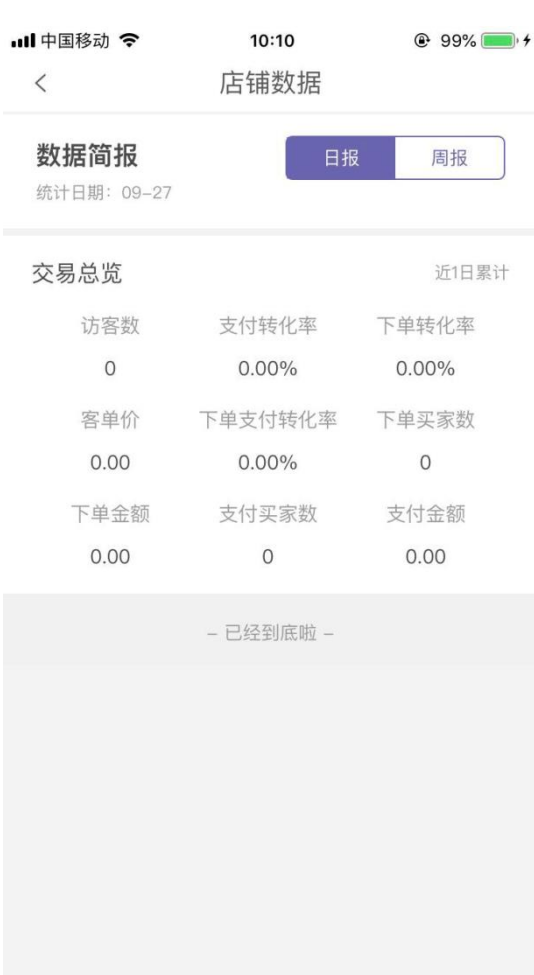 中国移动 10:10 99%
店铺数据
数据简报 日报 周报
统计日期：09-27
交易总览 近1日累计
访客数 支付转化率 下单转化率
0 0.00% 0.00%
客单价 下单支付转化率 下单买家数
0.00 0.00% 0
下单金额 支付买家数 支付金额
0.00 0 0.00
- 已经到底啦 -